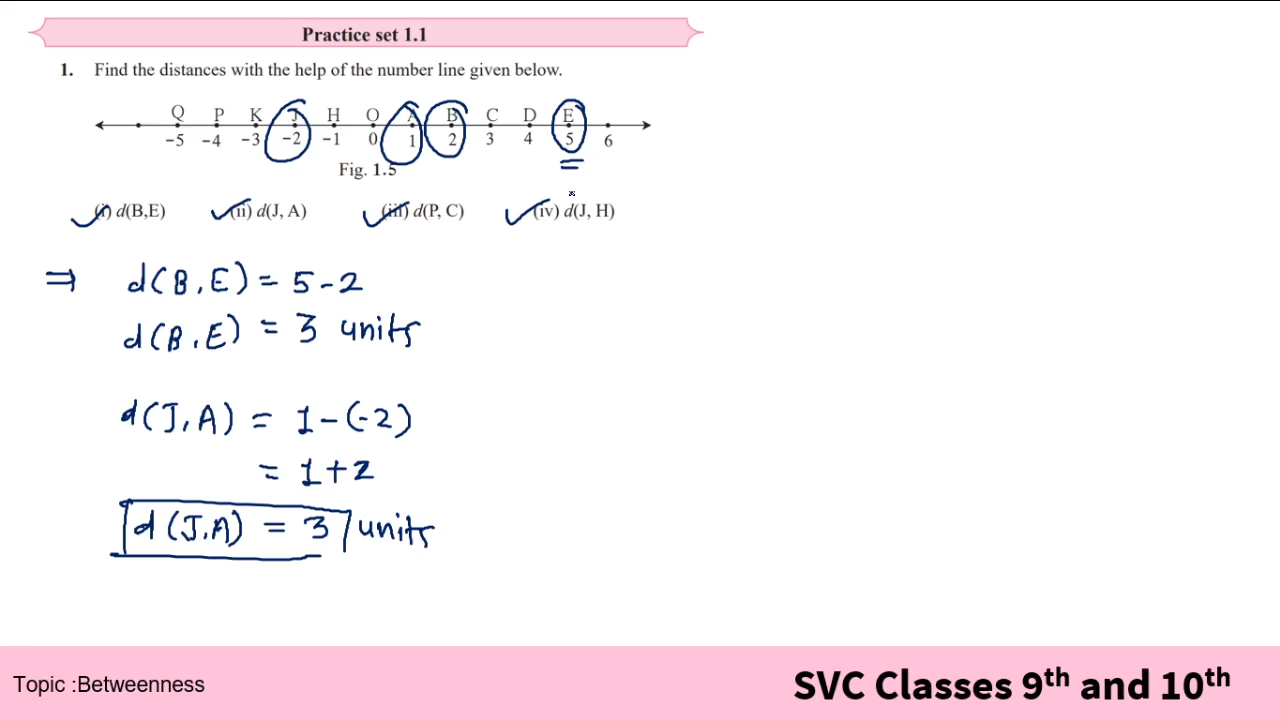 Practice set 1.1
1. Find the distances with the help of the number line given below.
Q P K J H O A B C D E
-5 -4 -3 -2 -1 0 1 2 3 4 5 6
Fig. 1.5
(i) d(B,E) (ii) d(J, A) (iii) d(P, C) (iv) d(J, H)
⇒ d(B,E) = 5-2
d(B,E) = 3 units
d(J,A) = 1-(-2)
= 1+2
d(J,A) = 3 units
Topic :Betweenness
SVC Classes 9th and 10th